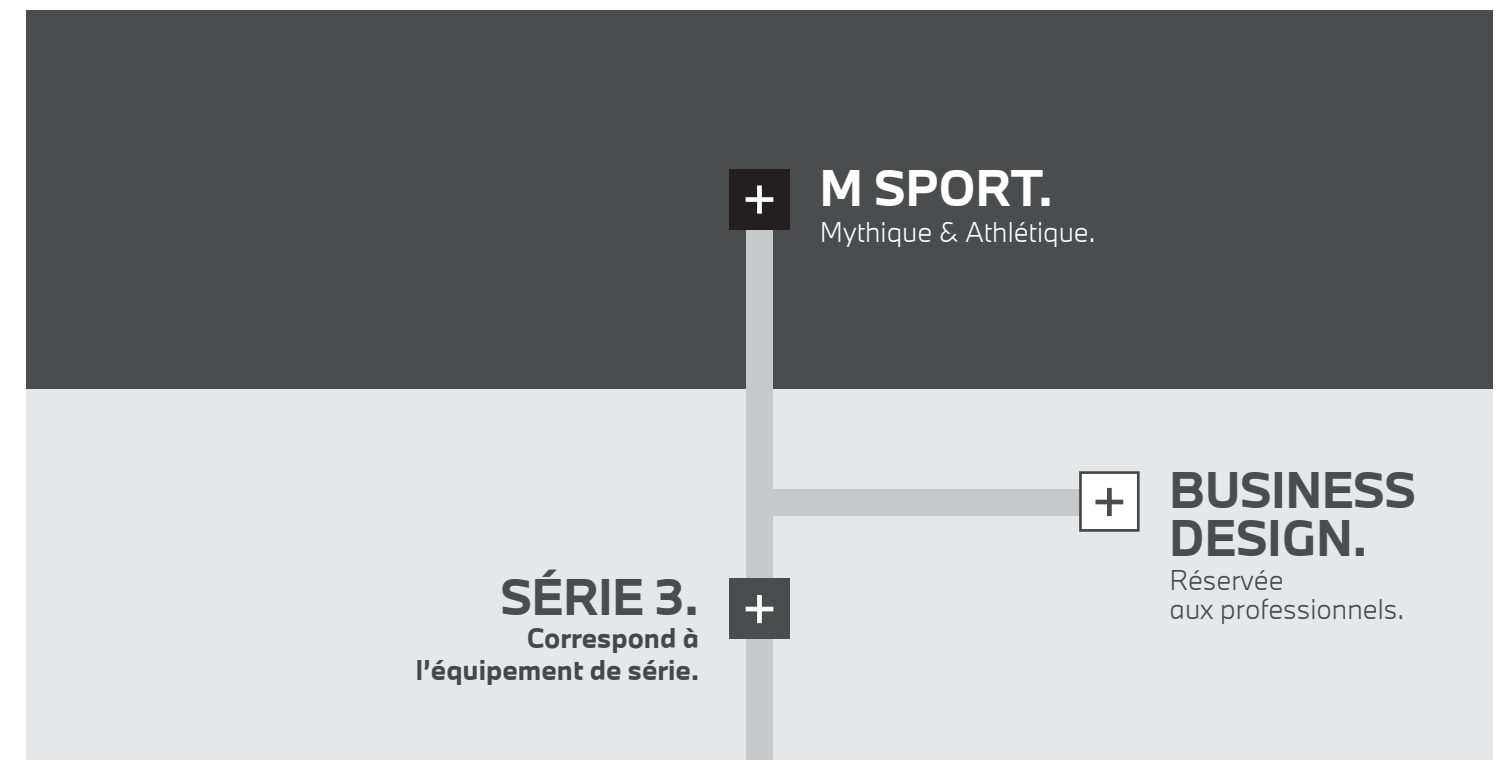 M SPORT.
Mythique & Athlétique.
BUSINESS
DESIGN.
Réservée
aux professionnels.
SÉRIE 3.
Correspond à
l'équipement de série.